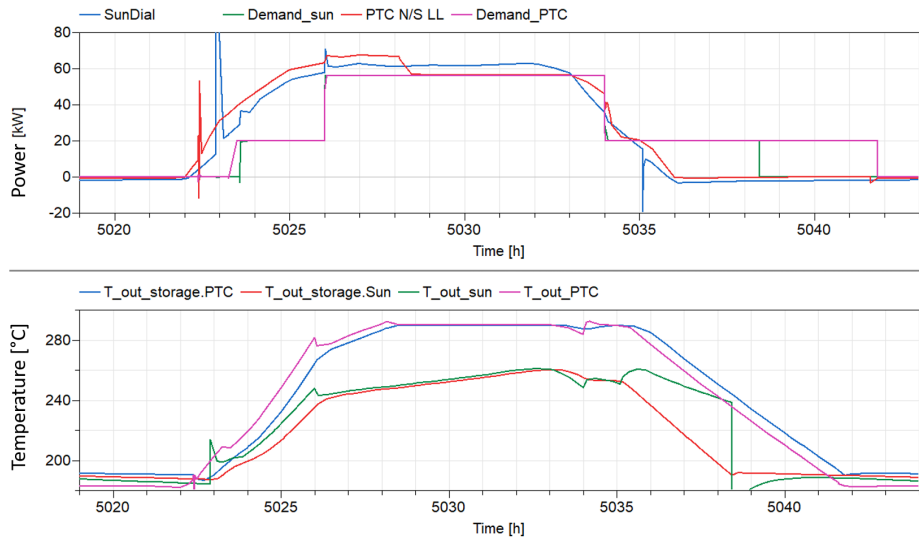 SunDial Demand_sun PTC N/S LL Demand_PTC
80
60
40
20
0
-20
Power [kW]
5020 5025 5030 5035 5040
Time [h]
T_out_storage.PTC T_out_storage.Sun T_out_sun T_out_PTC
280
240
200
Temperature [°C]
5020 5025 5030 5035 5040
Time [h]